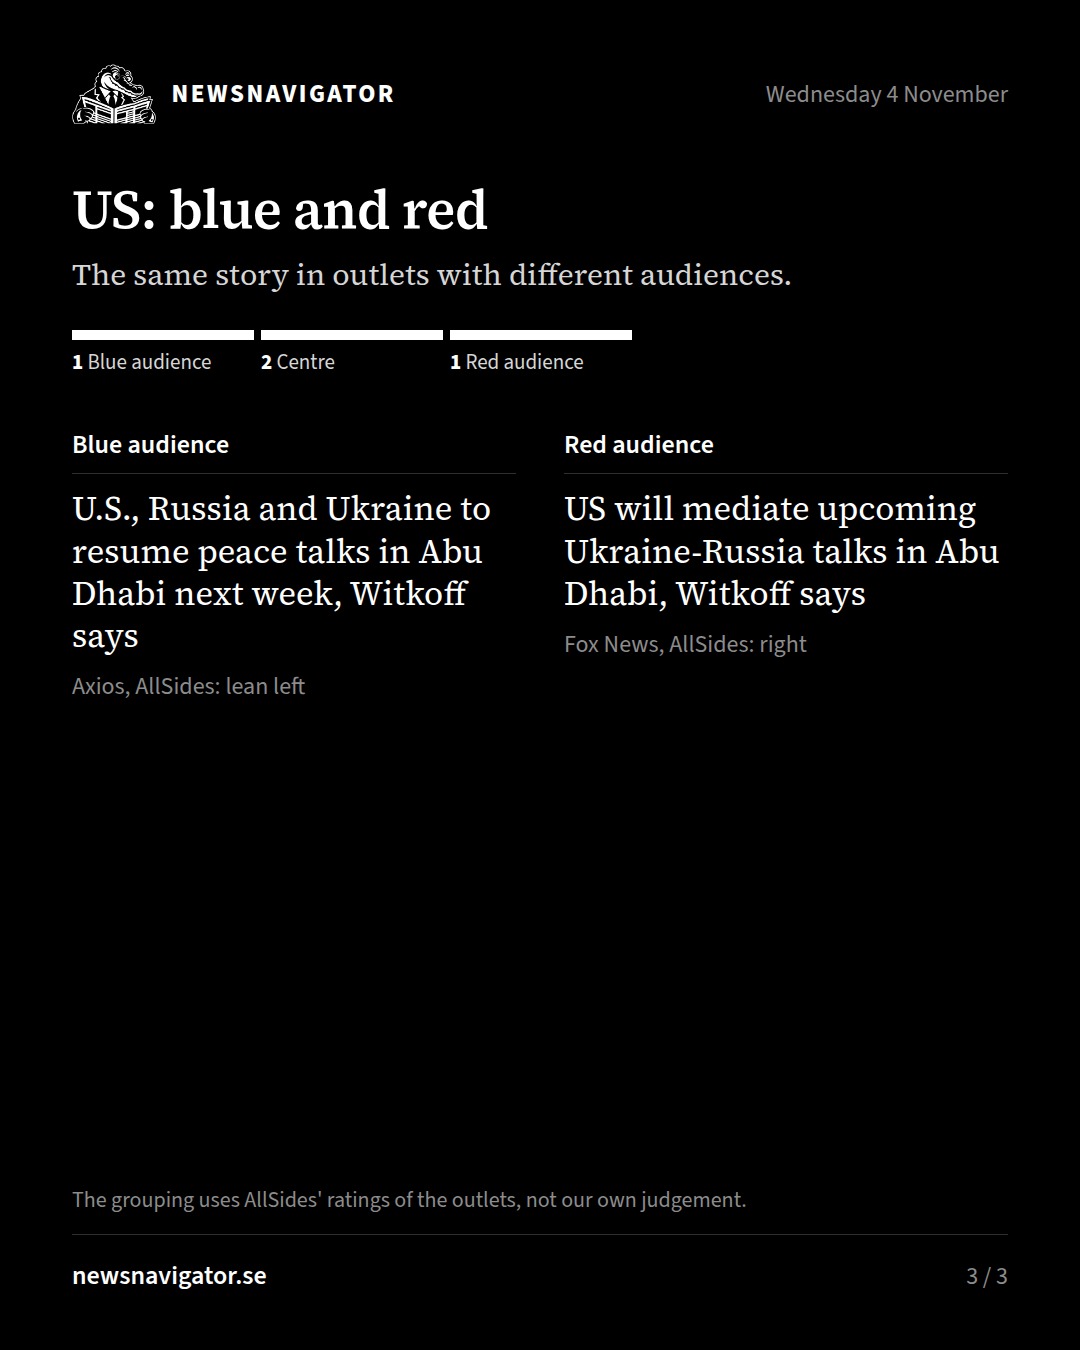 NEWSNAVIGATOR
Wednesday 4 November
US: blue and red
The same story in outlets with different audiences.
1 Blue audience
2 Centre
1 Red audience
Blue audience
U.S., Russia and Ukraine to
resume peace talks in Abu
Dhabi next week, Witkoff
says
Axios, AllSides: lean left
Red audience
US will mediate upcoming
Ukraine-Russia talks in Abu
Dhabi, Witkoff says
Fox News, AllSides: right
The grouping uses AllSides' ratings of the outlets, not our own judgement.
newsnavigator.se
3 / 3